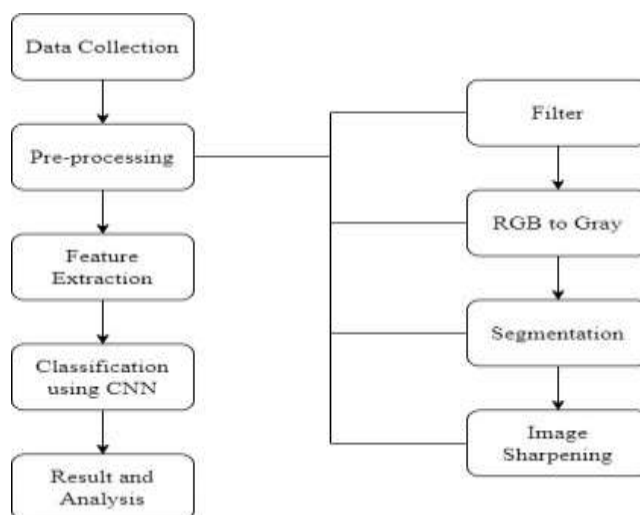 Data Collection
Pre-processing
Feature
Extraction
Classification
using CNN
Result and
Analysis
Filter
RGB to Gray
Segmentation
Image
Sharpening